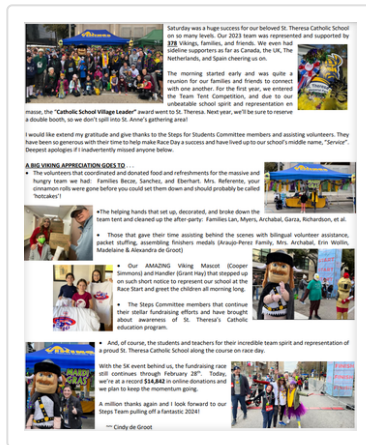 Saturday was a huge success for our beloved St. Theresa Catholic School
on so many levels. Our 2023 team was represented and supported by
378 Vikings, families, and friends. We even had
sideline supporters as far as Canada, the UK, The
Netherlands, and Spain cheering us on.
The morning started early and was quite a
reunion for our families and friends to connect
with one another. For the first year, we entered
the Team Tent Competition, and due to our
unbeatable school spirit and representation en
masse, the "Catholic School Village Leader" award went to St. Theresa. Next year, we'll be sure to reserve
a double booth, so we don't spill into St. Anne's gathering area!
I would like extend my gratitude and give thanks to the Steps for Students Committee members and assisting volunteers. They
have been so generous with their time to help make Race Day a success and have lived up to our school's middle name, "Service".
Deepest apologies if I inadvertently missed anyone below.
A BIG VIKING APPRECIATION GOES TO . . .
• The volunteers that coordinated and donated food and refreshments for the massive and
hungry team we had: Families Becze, Sanchez, and Eberhart. Mrs. Referente, your
cinnamon rolls were gone before you could set them down and should probably be called
'hotcakes'!
•The helping hands that set up, decorated, and broke down the
team tent and cleaned up the after-party: Families Lan, Myers, Archabal, Garza, Richardson, et al.
• Those that gave their time assisting behind the scenes with bilingual volunteer assistance,
packet stuffing, assembling finishers medals (Araujo-Perez Family, Mrs. Archabal, Erin Wollin,
Madelaine & Alexandra de Groot)
• Our AMAZING Viking Mascot (Cooper
Simmons) and Handler (Grant Hay) that stepped up
on such short notice to represent our school at the
Race Start and greet the children all morning long.
• The Steps Committee members that continue
their stellar fundraising efforts and have brought
about awareness of St. Theresa's Catholic
education program.
• And, of course, the students and teachers for their incredible team spirit and representation of
a proud St. Theresa Catholic School along the course on race day.
With the SK event behind us, the fundraising race
still continues through February 28th. Today,
we're at a record $14,842 in online donations and
we plan to keep the momentum going.
A million thanks again and I look forward to our
Steps Team pulling off a fantastic 2024!
Cindy de Groot
MARDI
GRAS